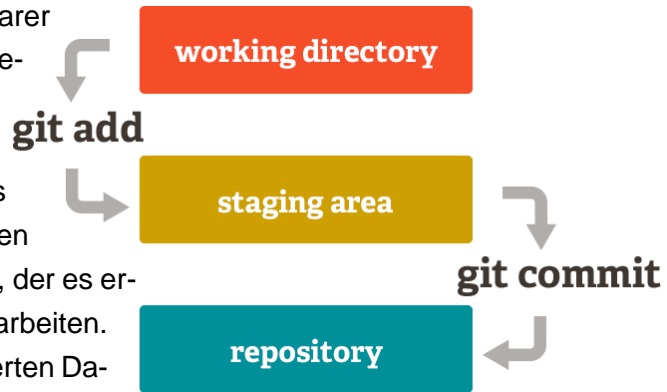 arer
e-
s
en
, der es er-
arbeiten.
erten Da-
working directory
git add
staging area
git commit
repository